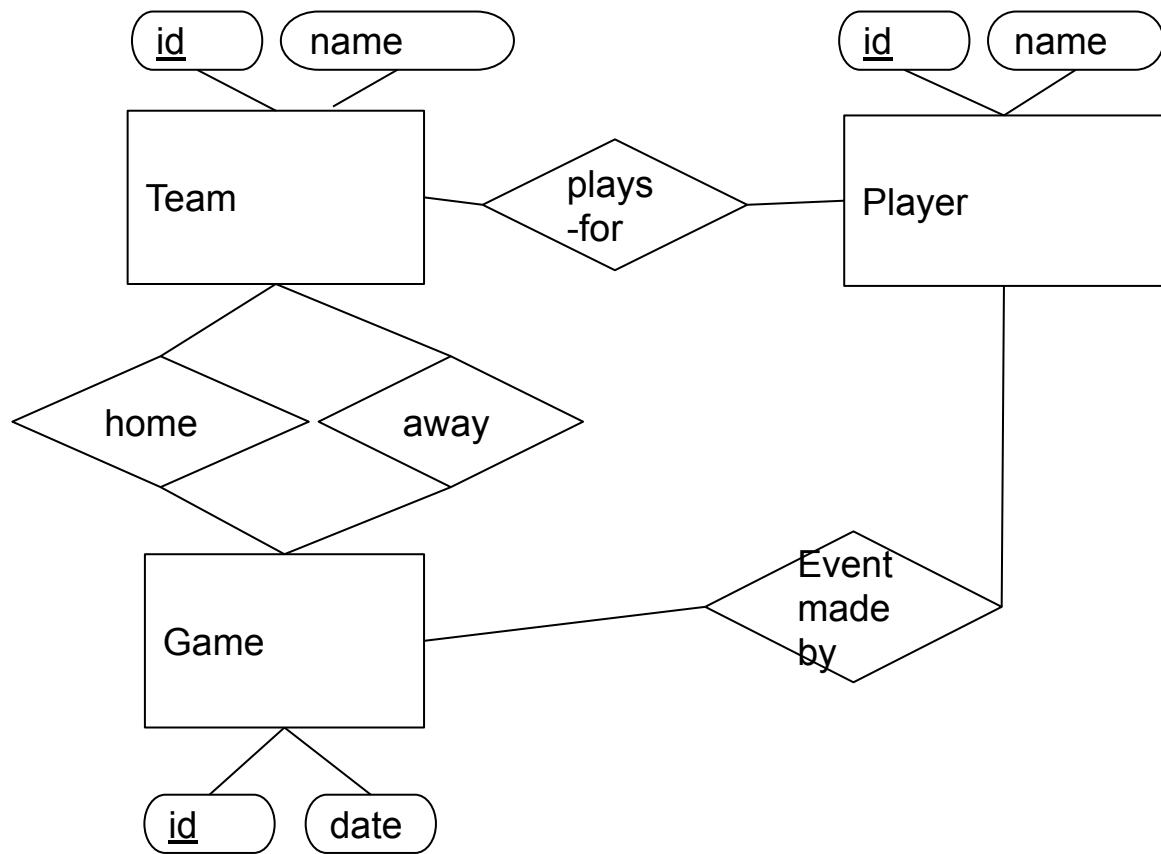 id
name
id
name
Team
plays
-for
Player
home
away
Event
made
by
Game
id
date